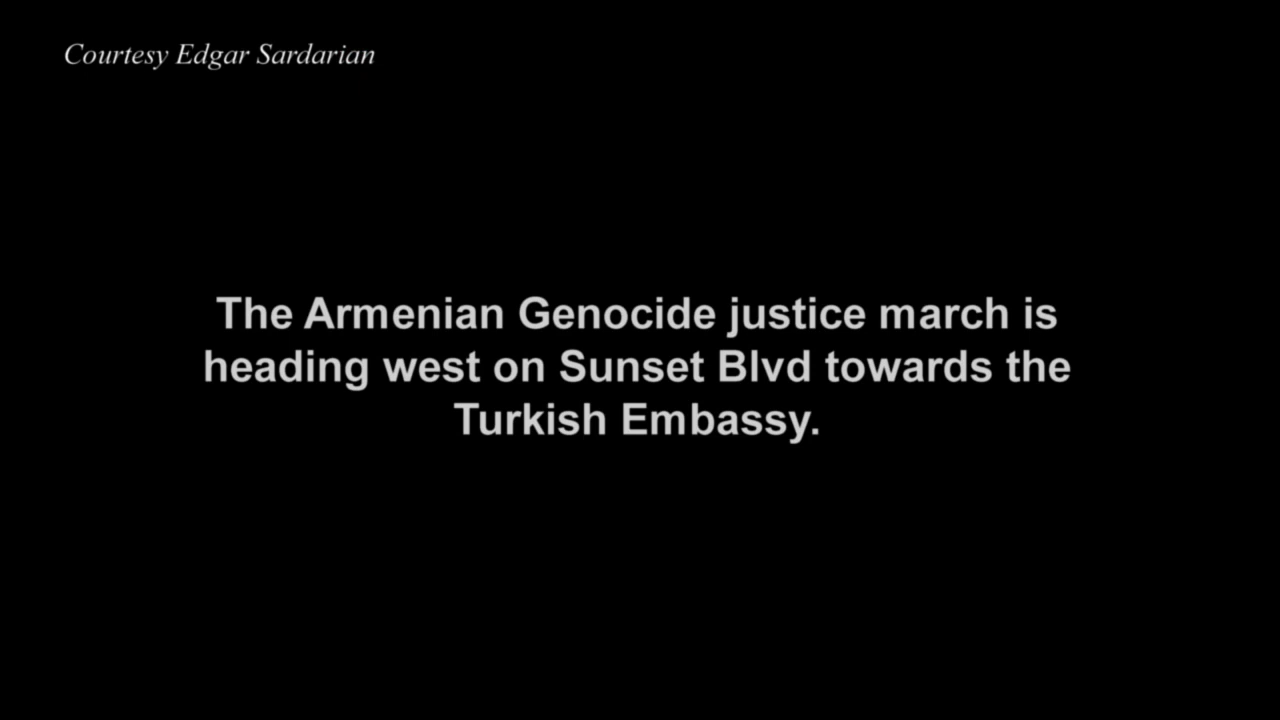 Courtesy Edgar Sardarian
The Armenian Genocide justice march is
heading west on Sunset Blvd towards the
Turkish Embassy.